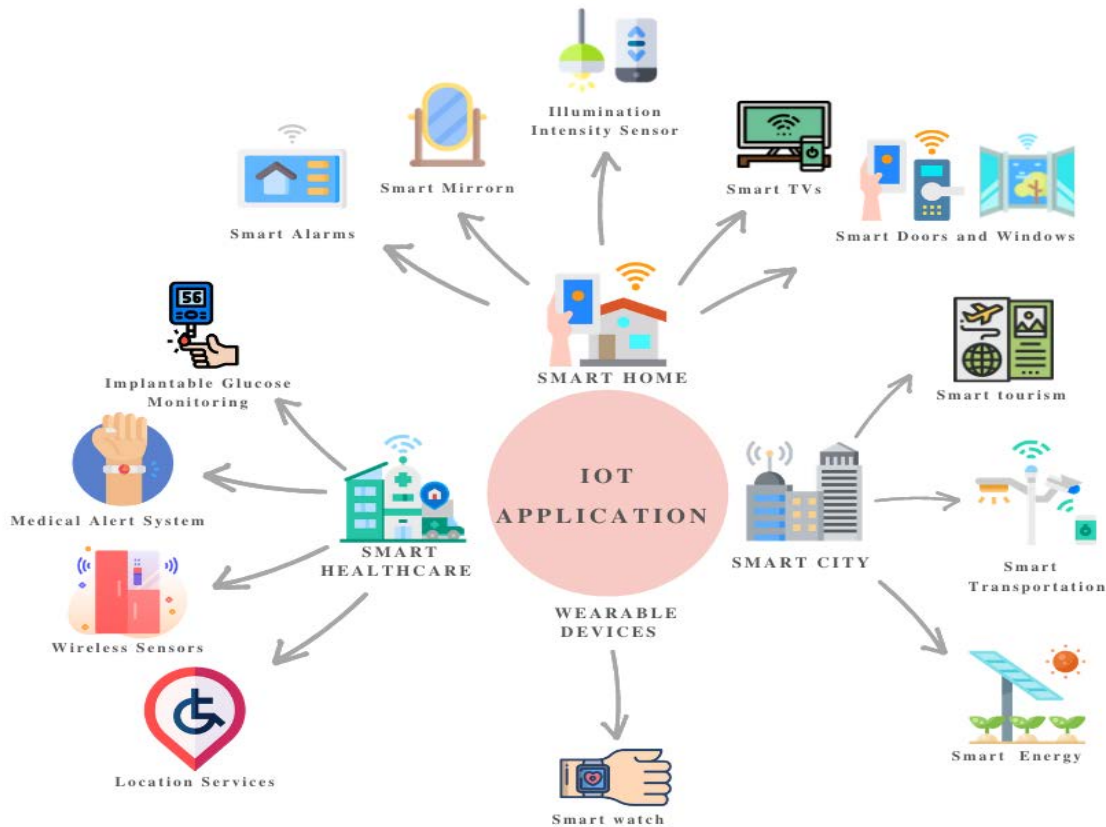 Illumination
Intensity Sensor
Smart Mirrorn
Smart TVs
Smart Alarms
Smart Doors and Windows
56
Implantable Glucose
Monitoring
SMART HOME
Smart tourism
IOT
APPLICATION
Medical Alert System
SMART
HEALTHCARE
SMART CITY
Smart
Transportation
WEARABLE
DEVICES
Wireless Sensors
Location Services
Smart Energy
Smart watch